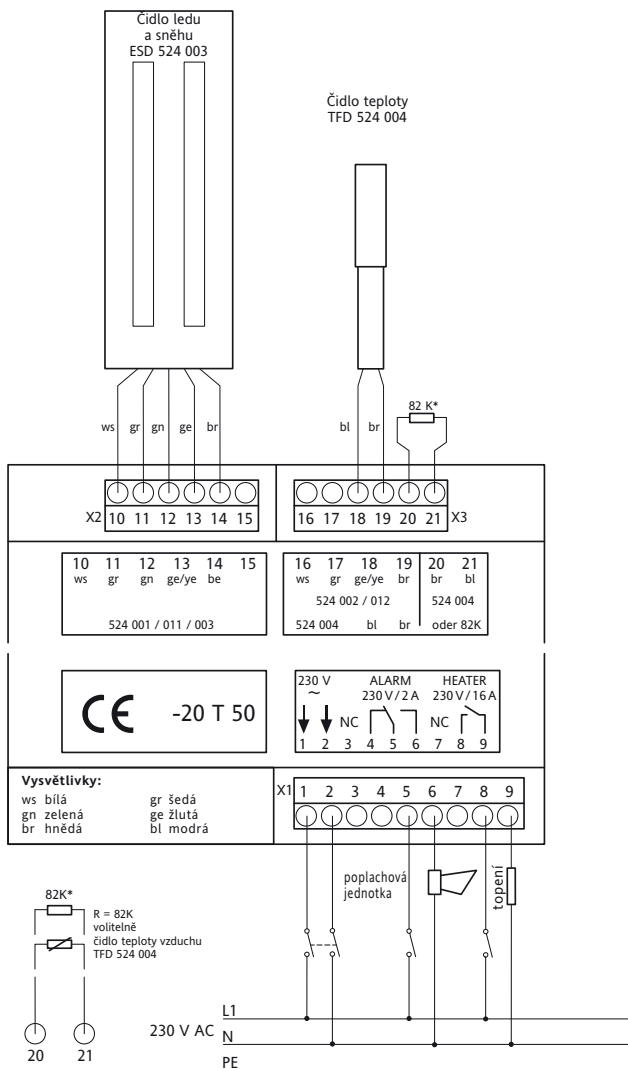 Čidlo ledu
a sněhu
ESD 524 003
Čidlo teploty
TFD 524 004
ws gr gn ge br
bl br
82 K*
X2 10 11 12 13 14 15
16 17 18 19 20 21 X3
10 11 12 13 14 15
ws gr gn ge/ye be
524 001 / 011 / 003
16 17 18 19 20 21
ws gr ge/ye br br bl
524 002 / 012 524 004
524 004 bl br oder 82K
CE -20 T 50
230 V ALARM HEATER
~ 230 V/2 A 230 V/16 A
NC NC
1 2 3 4 5 6 7 8 9
Vysvětlivky:
ws bílá gr šedá
gn zelená ge žlutá
br hnědá bl modrá
X1 1 2 3 4 5 6 7 8 9
poplachová
jednotka
topení
82K*
R = 82K
volitelně
čidlo teploty vzduchu
TFD 524 004
20 21
230 V AC
L1
N
PE